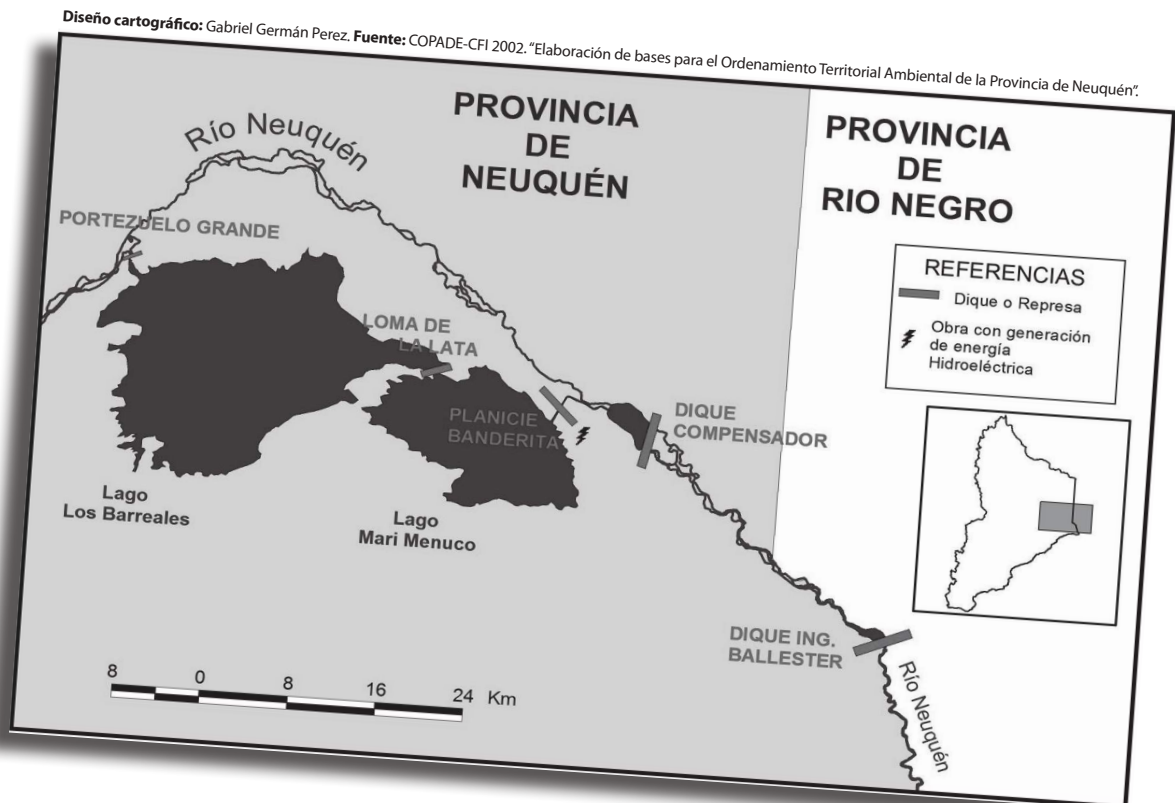 Diseño cartográfico: Gabriel Germán Perez. Fuente: COPADE-CFI 2002. "Elaboración de bases para el Ordenamiento Territorial Ambiental de la Provincia de Neuquén".
PROVINCIA
DE
NEUQUÉN
PROVINCIA
DE
RIO NEGRO
Río Neuquén
PORTEZUELO GRANDE
REFERENCIAS
Dique o Represa
Obra con generación
de energía
Hidroeléctrica
LOMA DE
LA LATA
PLANICIE
BANDERITA
DIQUE
COMPENSADOR
Lago
Los Barreales
Lago
Mari Menuco
DIQUE ING.
BALLESTER
Río Neuquén
8 0 8 16 24 Km